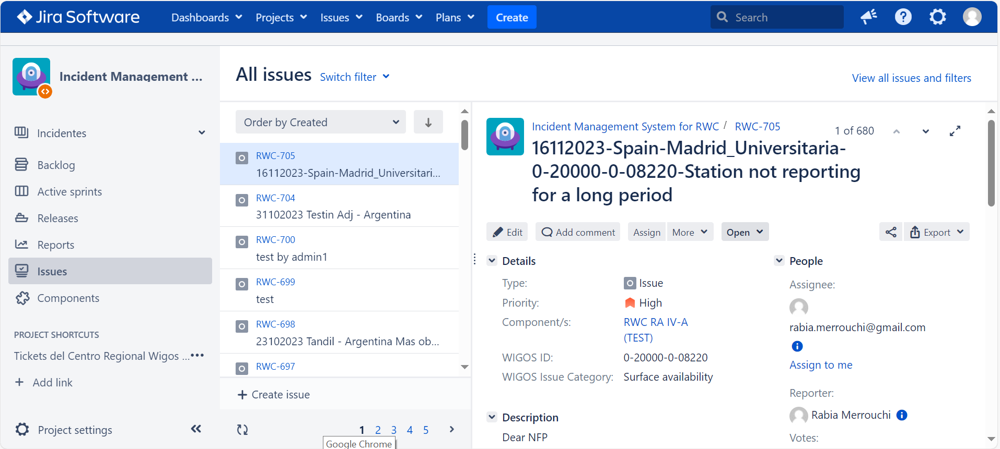 Jira Software
Dashboards
Projects
Issues
Boards
Plans
Create
Search
Incident Management ...
Incidentes
Backlog
Active sprints
Releases
Reports
Issues
Components
PROJECT SHORTCUTS
Tickets del Centro Regional Wigos ...
Add link
Project settings
All issues
Switch filter
View all issues and filters
Order by Created
RWC-705
16112023-Spain-Madrid_Universitari...
RWC-704
31102023 Testin Adj - Argentina
RWC-700
test by admin1
RWC-699
test
RWC-698
23102023 Tandil - Argentina Mas ob...
RWC-697
+ Create issue
1 2 3 4 5
Google Chrome
Incident Management System for RWC / RWC-705
1 of 680
16112023-Spain-Madrid_Universitaria-
0-20000-0-08220-Station not reporting
for a long period
Edit
Add comment
Assign
More
Open
Export
Details
Type: Issue
Priority: High
Component/s: RWC RA IV-A
(TEST)
WIGOS ID: 0-20000-0-08220
WIGOS Issue Category: Surface availability
Description
Dear NFP
People
Assignee:
rabia.merrouchi@gmail.com
Assign to me
Reporter:
Rabia Merrouchi
Votes: